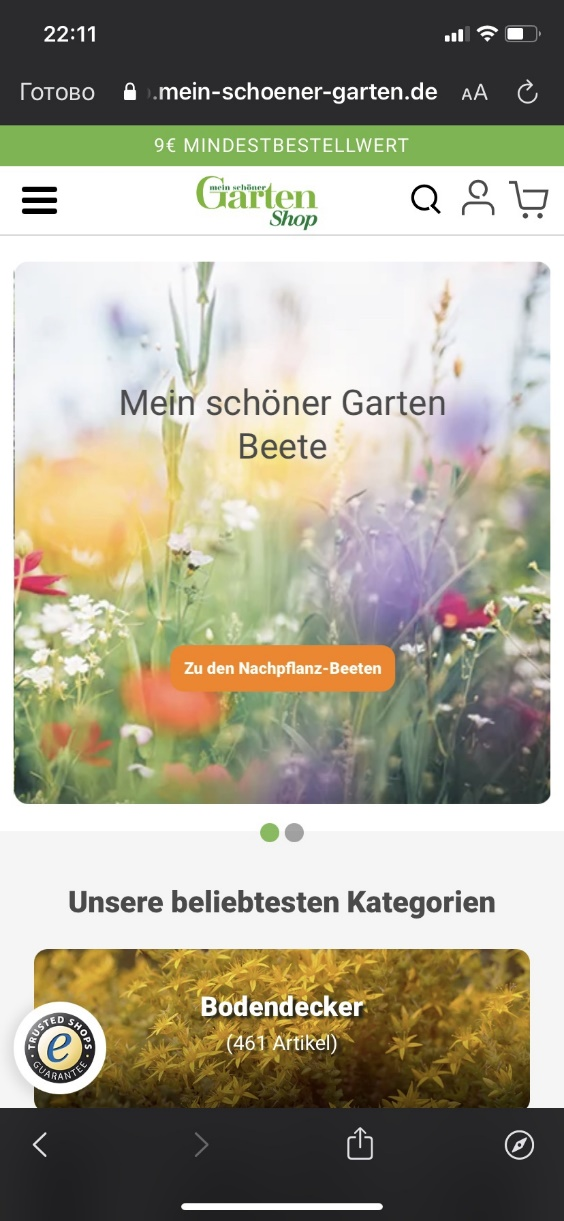 22:11
Готово
.mein-schoener-garten.de
AA
9€ MINDESTBESTELLWERT
mein schöner
Garten
Shop
Mein schöner Garten
Beete
Zu den Nachpflanz-Beeten
Unsere beliebtesten Kategorien
Bodendecker
(461 Artikel)
TRUSTED SHOPS
e
GUARANTEE